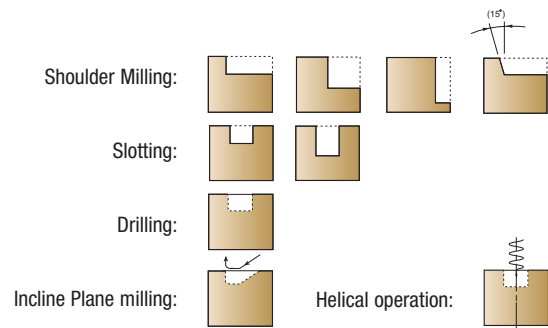 (15°)
Shoulder Milling:
Slotting:
Drilling:
Incline Plane milling:
Helical operation: